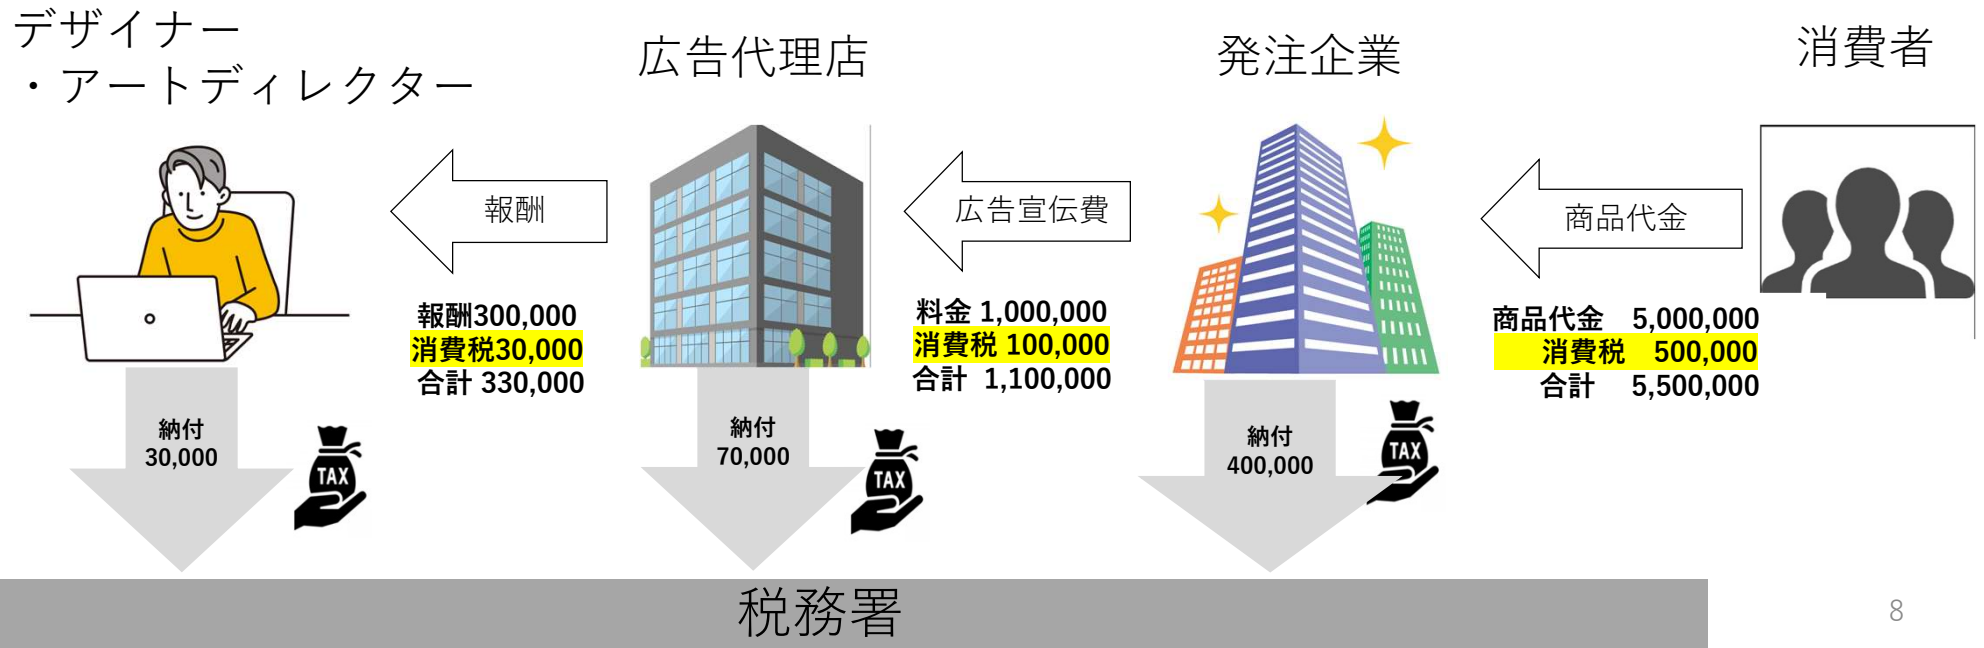 デザイナー
・アートディレクター
広告代理店
発注企業
消費者
報酬
広告宣伝費
商品代金
報酬300,000
消費税30,000
合計 330,000
料金 1,000,000
消費税 100,000
合計 1,100,000
商品代金 5,000,000
消費税 500,000
合計 5,500,000
納付
30,000
TAX
納付
70,000
TAX
納付
400,000
TAX
税務署
8